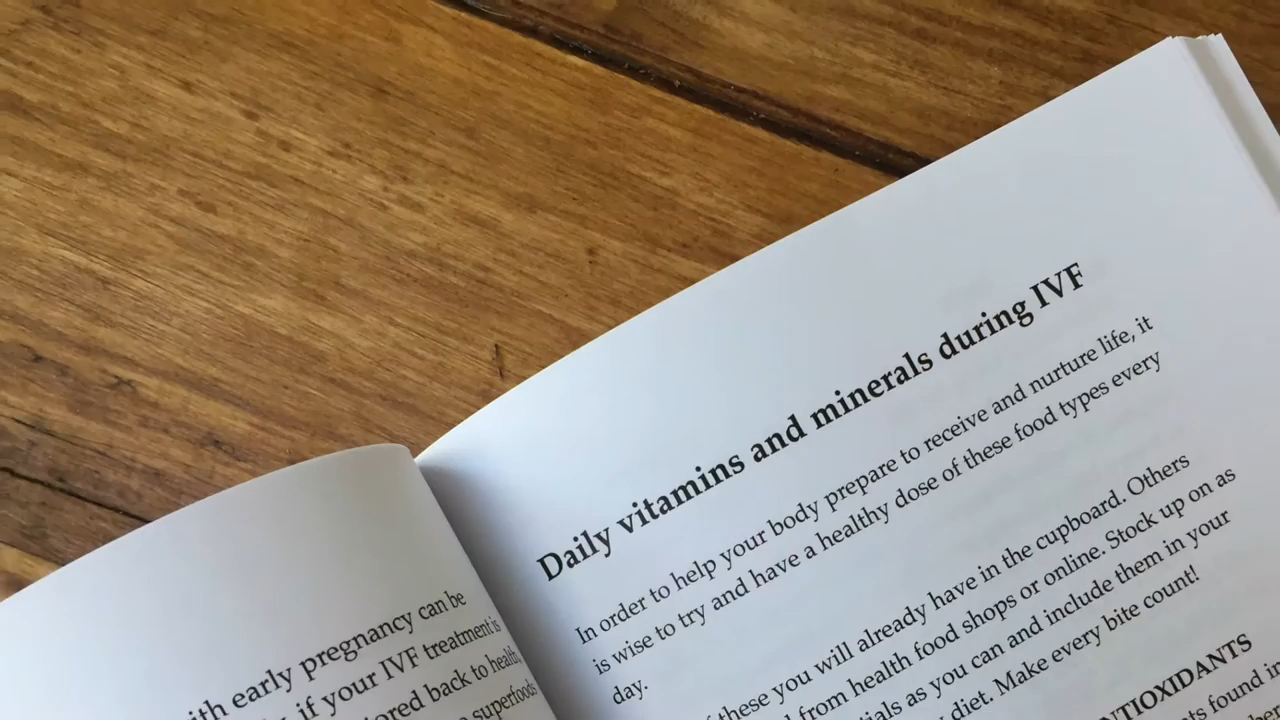 with early pregnancy can be
if your IVF treatment is
back to health,
superfoods
Daily vitamins and minerals during IVF
In order to help your body prepare to receive and nurture life, it
is wise to try and have a healthy dose of these food types every
day.
these you will already have in the cupboard. Others
from health food shops or online. Stock up on as
as you can and include them in your
diet. Make every bite count!
found in